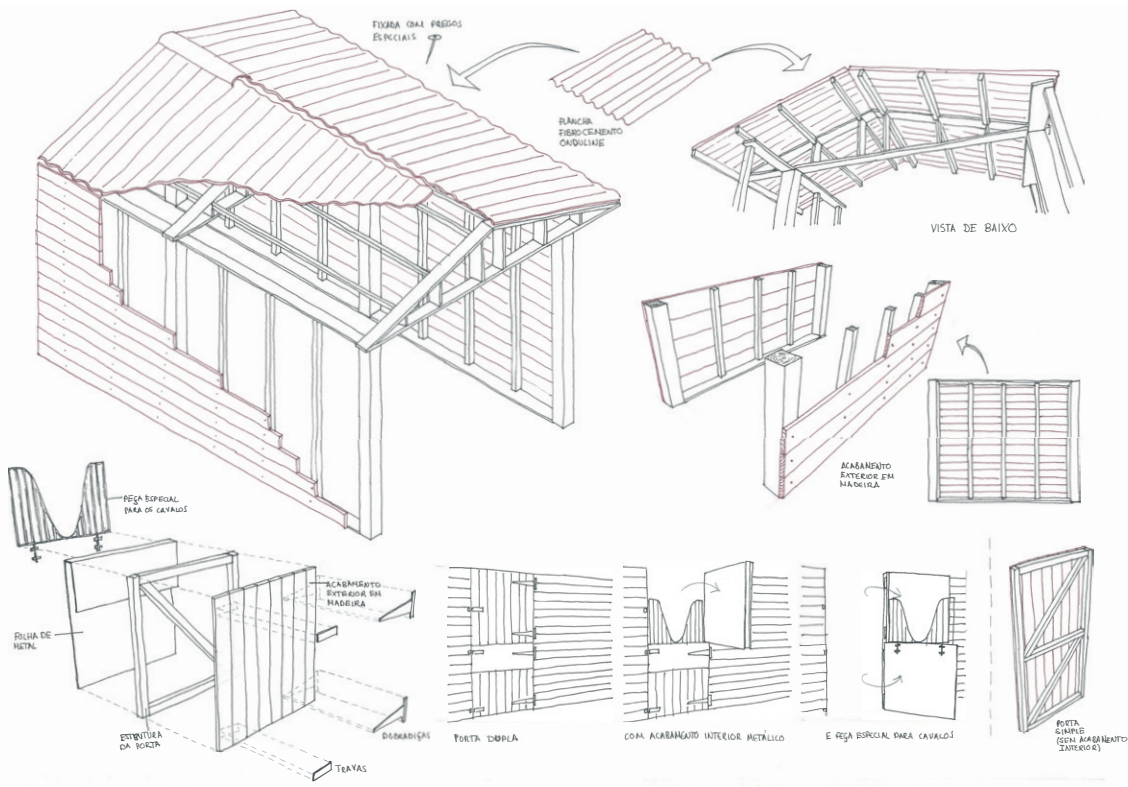 FIXADA COM PREGOS
ESPECIAIS
PLANCHA
FIBROCEMENTO
ONDULINE
VISTA DE BAIXO
ACABAMENTO
EXTERIOR EM
MADEIRA
PEÇA ESPECIAL
PARA OS CAVALOS
ACABAMENTO
EXTERIOR EM
MADEIRA
FOLHA DE
METAL
ESTRUTURA
DA PORTA
DOBRADIÇAS
TRAVAS
PORTA DUPLA
COM ACABAMENTO INTERIOR METÁLICO
E PEÇA ESPECIAL PARA CAVALOS
PORTA
SIMPLE
(SEM ACABAMENTO
INTERIOR)